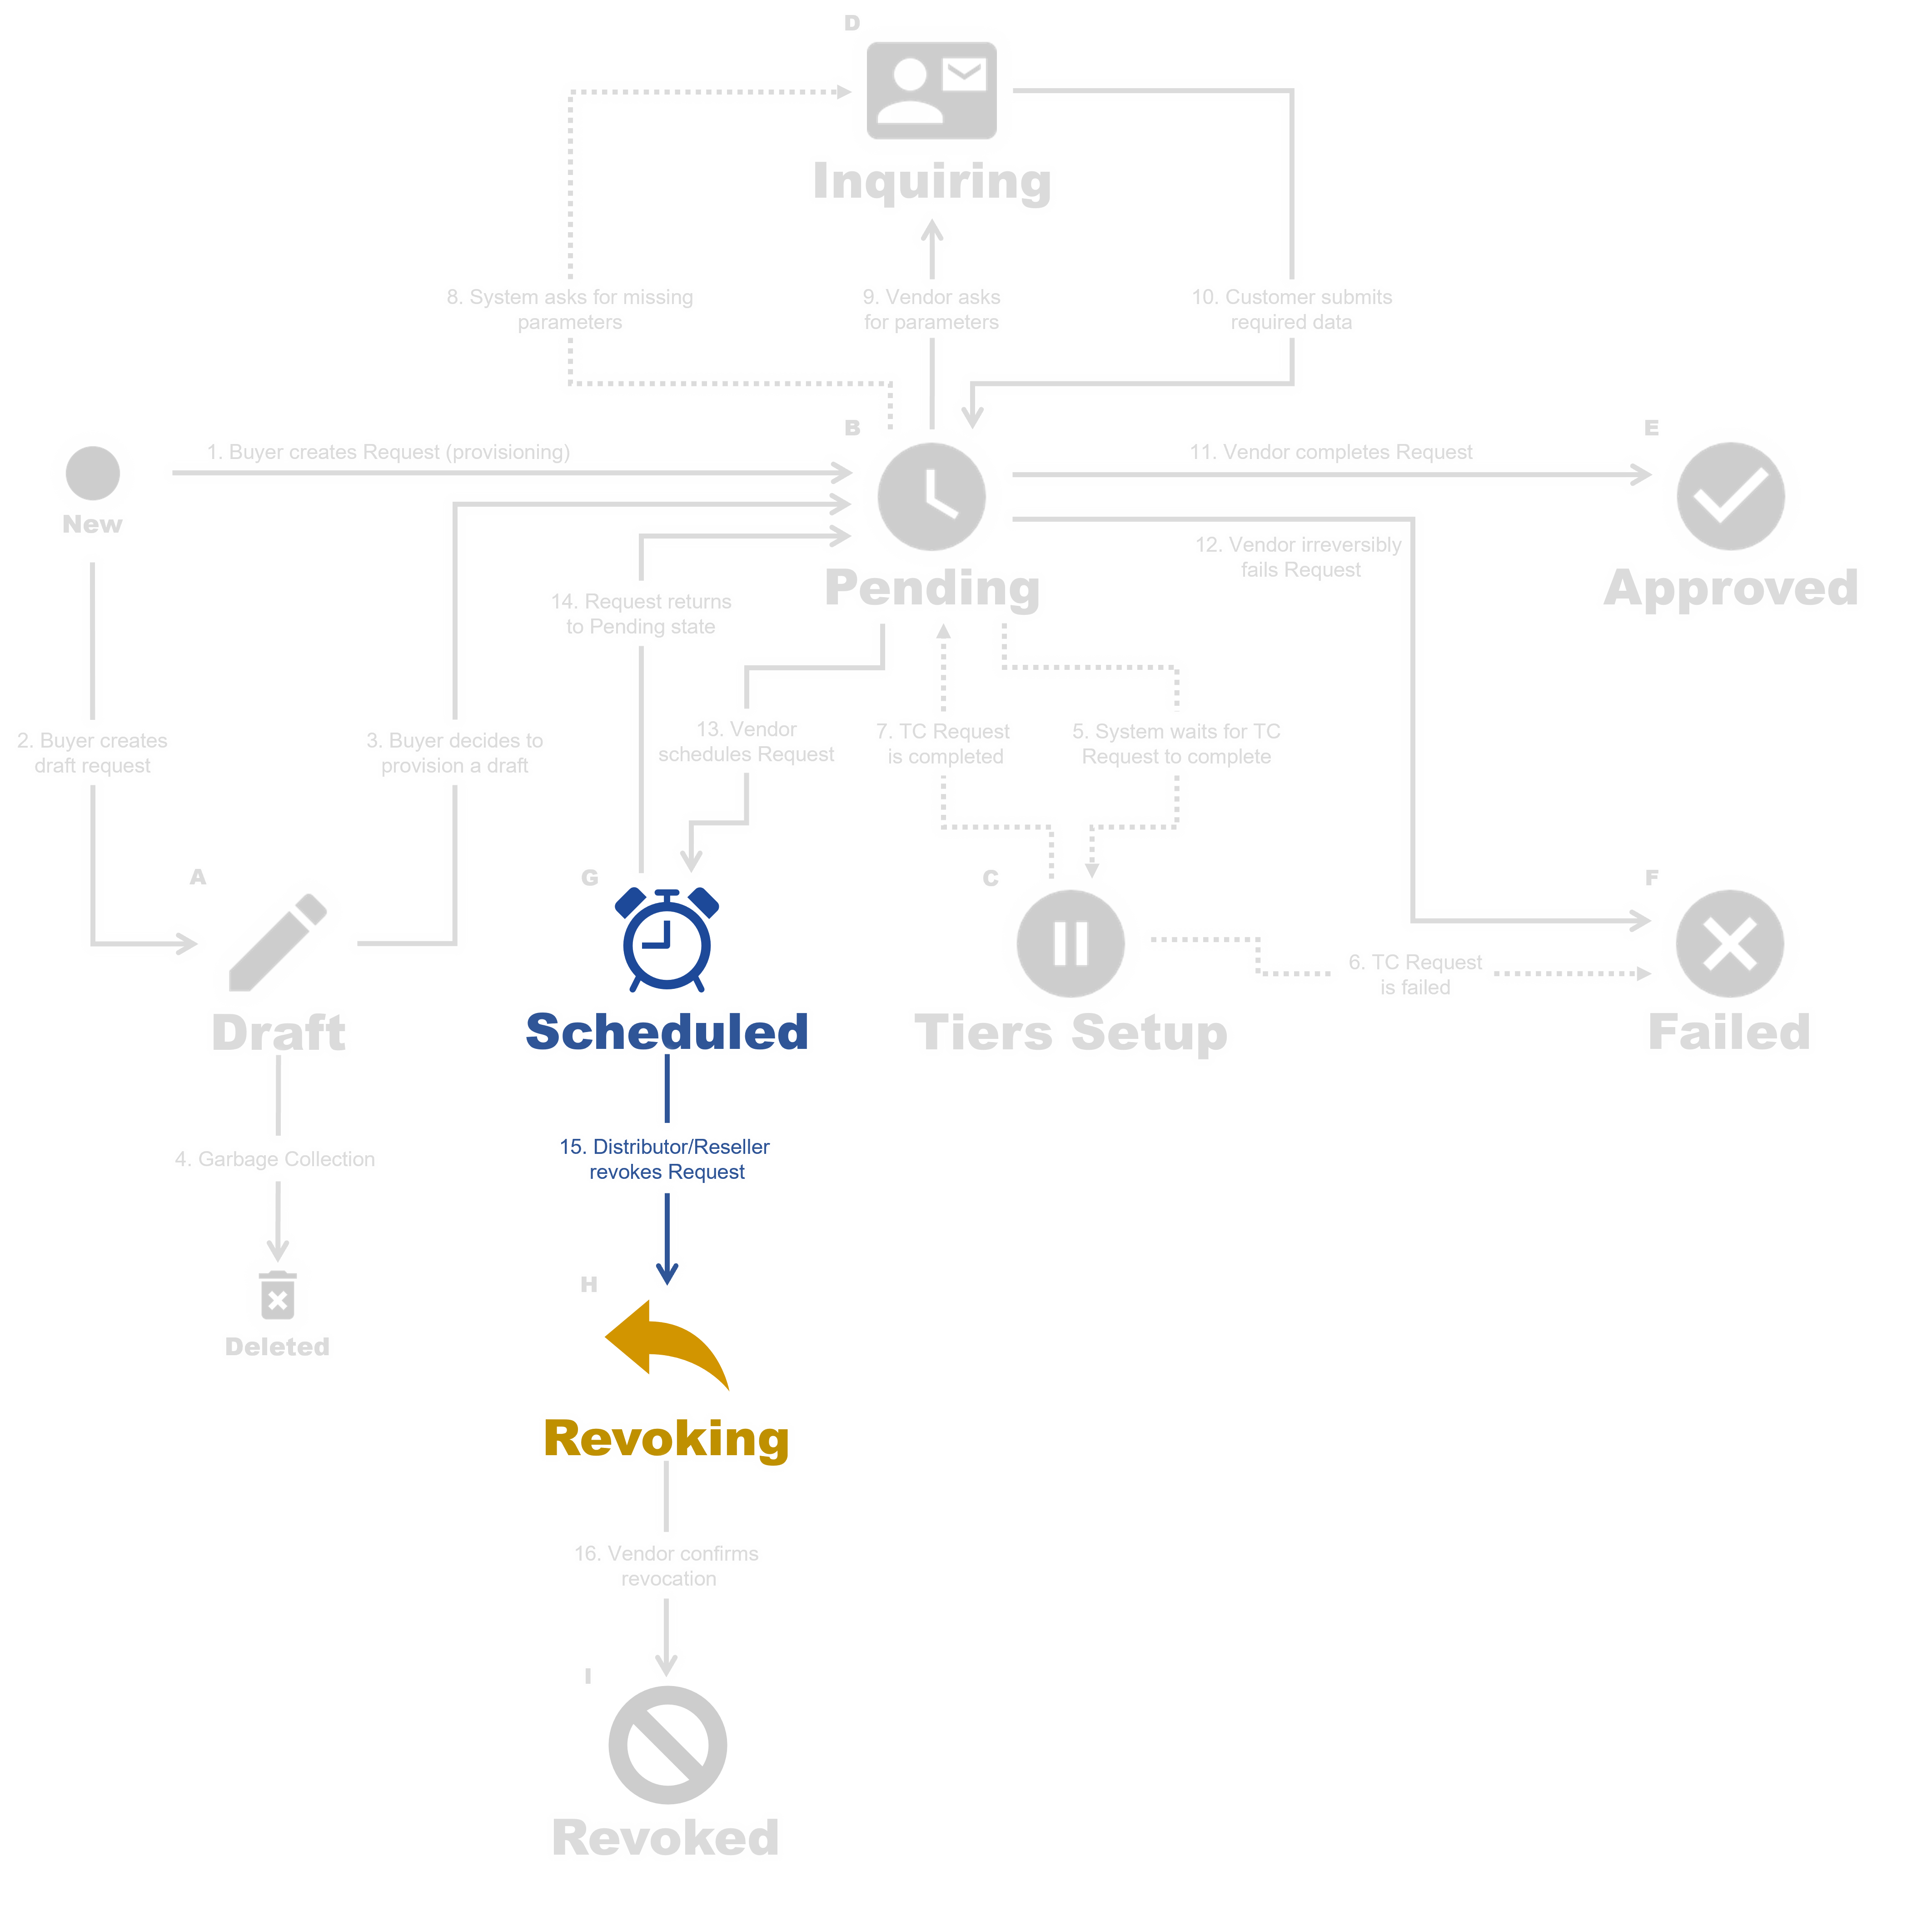 D
Inquiring
8. System asks for missing
parameters
9. Vendor asks
for parameters
10. Customer submits
required data
B
E
1. Buyer creates Request (provisioning)
11. Vendor completes Request
New
12. Vendor irreversibly
fails Request
Pending
Approved
14. Request returns
to Pending state
2. Buyer creates
draft request
3. Buyer decides to
provision a draft
13. Vendor
schedules Request
7. TC Request
is completed
5. System waits for TC
Request to complete
A
G
C
F
6. TC Request
is failed
Draft
Scheduled
Tiers Setup
Failed
15. Distributor/Reseller
revokes Request
4. Garbage Collection
H
Deleted
Revoking
16. Vendor confirms
revocation
I
Revoked